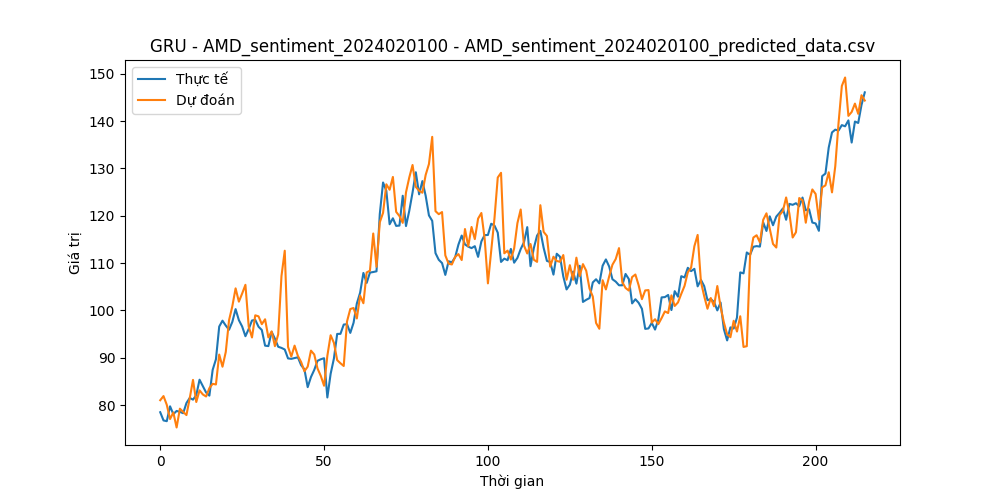 GRU - AMD_sentiment_2024020100 - AMD_sentiment_2024020100_predicted_data.csv
Thực tế
Dự đoán
Giá trị
150
140
130
120
110
100
90
80
0 50 100 150 200
Thời gian